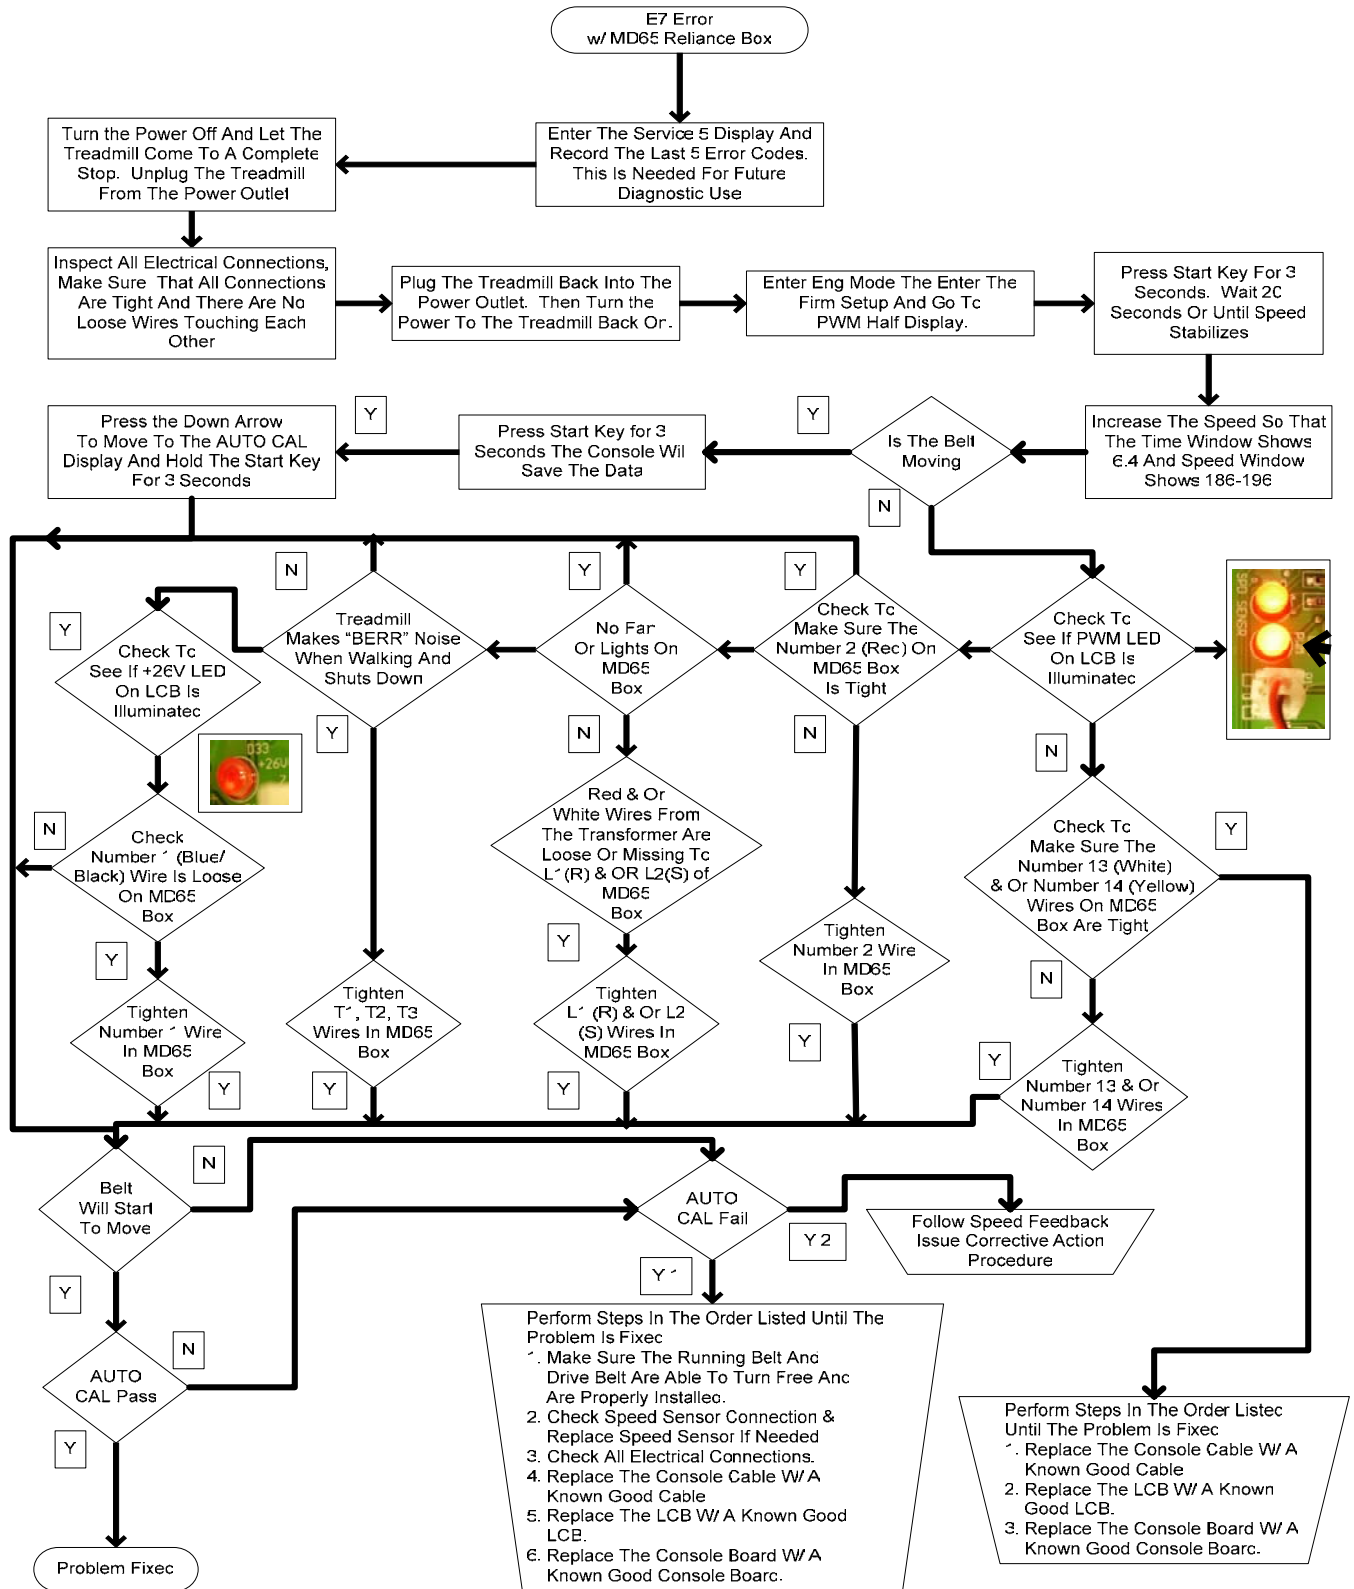 E7 Error
w/ MD65 Reliance Box
Enter The Service 5 Display And
Record The Last 5 Error Codes.
This Is Needed For Future
Diagnostic Use
Turn the Power Off And Let The
Treadmill Come To A Complete
Stop. Unplug The Treadmill
From The Power Outlet
Inspect All Electrical Connections,
Make Sure That All Connections
Are Tight And There Are No
Loose Wires Touching Each
Other
Plug The Treadmill Back Into The
Power Outlet. Then Turn the
Power To The Treadmill Back On.
Enter Eng Mode The Enter The
Firm Setup And Go To
PWM Half Display.
Press Start Key For 3
Seconds. Wait 20
Seconds Or Until Speed
Stabilizes
Increase The Speed So That
The Time Window Shows
6.4 And Speed Window
Shows 186-196
Is The Belt
Moving
Y
N
Press Start Key for 3
Seconds The Console Will
Save The Data
Y
Press the Down Arrow
To Move To The AUTO CAL
Display And Hold The Start Key
For 3 Seconds
Check To
See If PWM LED
On LCB Is
Illuminated
SPD SENSR
N
Y
Check To
Make Sure The
Number 2 (Rec) On
MD65 Box
Is Tight
N
Y
No Fan
Or Lights On
MD65
Box
N
N
Treadmill
Makes "BERR" Noise
When Walking And
Shuts Down
Y
Y
Check To
See If +26V LED
On LCB Is
Illuminated
D33
+26V
N
Check
Number 1 (Blue/
Black) Wire Is Loose
On MD65
Box
Y
Tighten
Number 1 Wire
In MD65
Box
Y
Tighten
T1, T2, T3
Wires In MD65
Box
Y
Red & Or
White Wires From
The Transformer Are
Loose Or Missing To
L1(R) & OR L2(S) of
MD65
Box
Y
Tighten
L1 (R) & Or L2
(S) Wires In
MD65 Box
Y
Tighten
Number 2 Wire
In MD65
Box
Y
Check To
Make Sure The
Number 13 (White)
& Or Number 14 (Yellow)
Wires On MD65
Box Are Tight
Y
N
Tighten
Number 13 & Or
Number 14 Wires
In MD65
Box
Y
Belt
Will Start
To Move
N
Y
AUTO
CAL Fail
Y 2
Y 1
Follow Speed Feedback
Issue Corrective Action
Procedure
AUTO
CAL Pass
N
Y
Problem Fixed
Perform Steps In The Order Listed Until The
Problem Is Fixed
1. Make Sure The Running Belt And
Drive Belt Are Able To Turn Free And
Are Properly Installed.
2. Check Speed Sensor Connection &
Replace Speed Sensor If Needed
3. Check All Electrical Connections.
4. Replace The Console Cable W/ A
Known Good Cable
5. Replace The LCB W/ A Known Good
LCB.
6. Replace The Console Board W/ A
Known Good Console Board.
Perform Steps In The Order Listed
Until The Problem Is Fixed
1. Replace The Console Cable W/ A
Known Good Cable
2. Replace The LCB W/ A Known
Good LCB.
3. Replace The Console Board W/ A
Known Good Console Board.